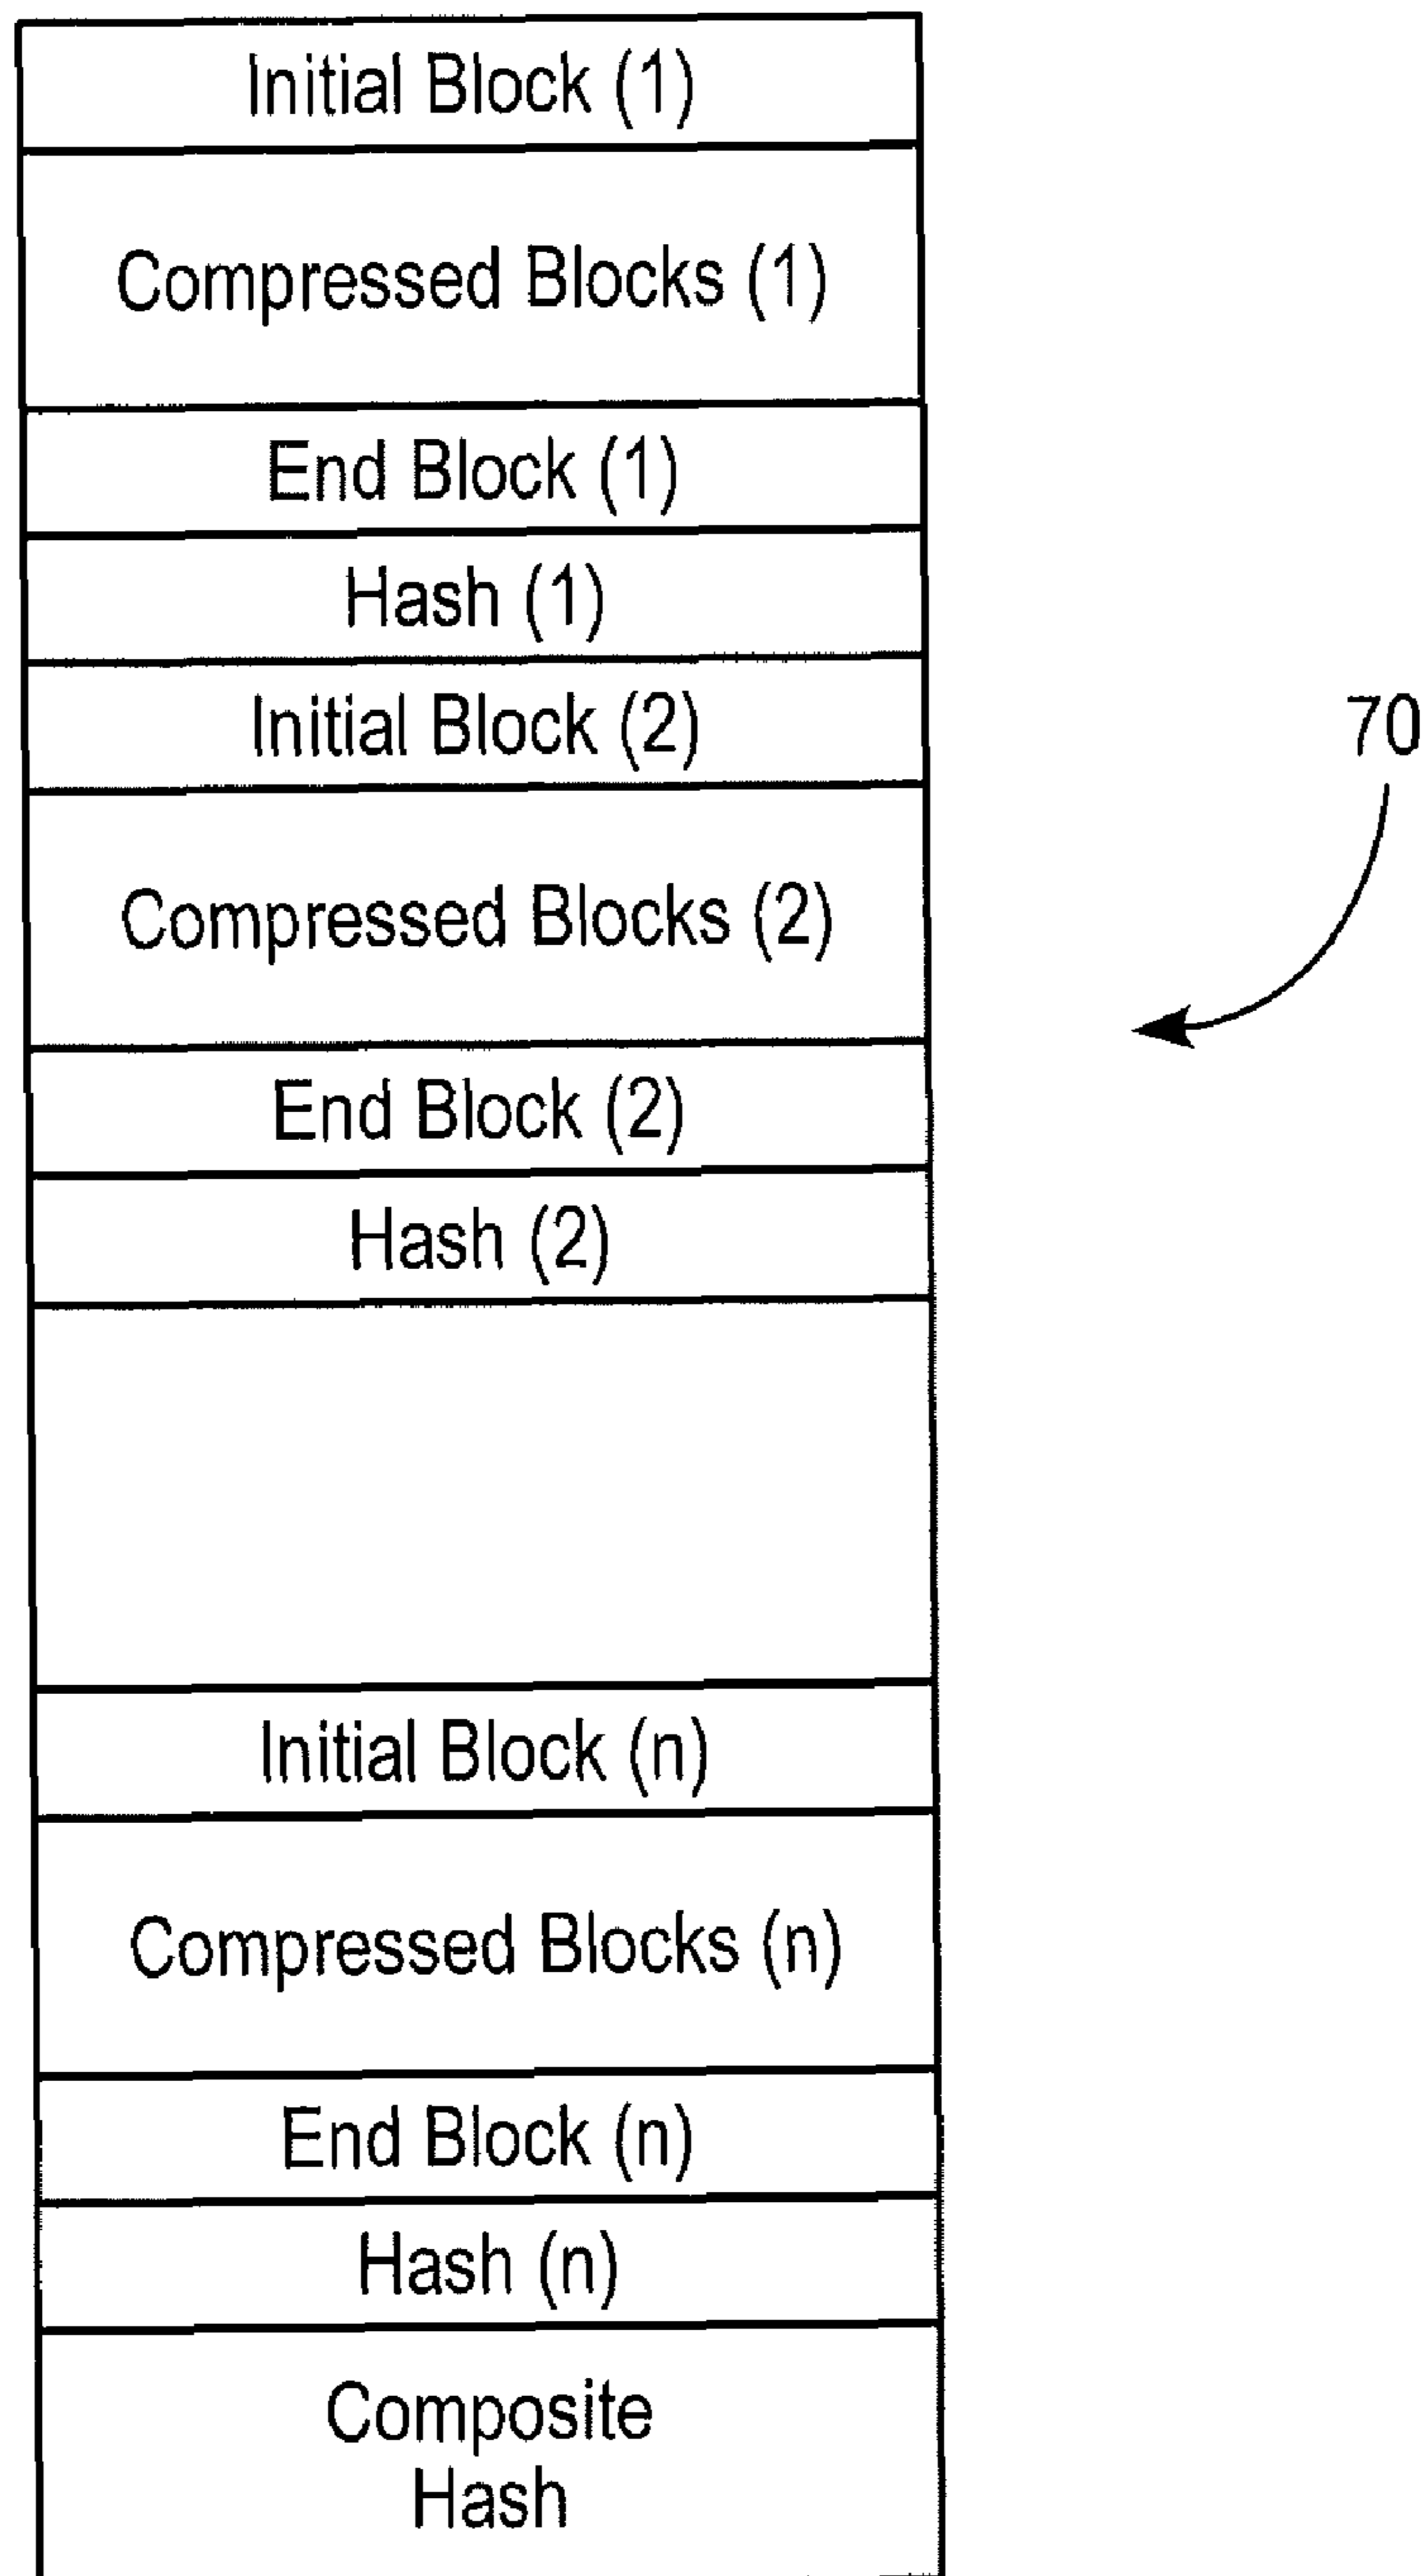 Initial Block (1)
Compressed Blocks (1)
End Block (1)
Hash (1)
Initial Block (2)
Compressed Blocks (2)
End Block (2)
Hash (2)
Initial Block (n)
Compressed Blocks (n)
End Block (n)
Hash (n)
Composite
Hash
70